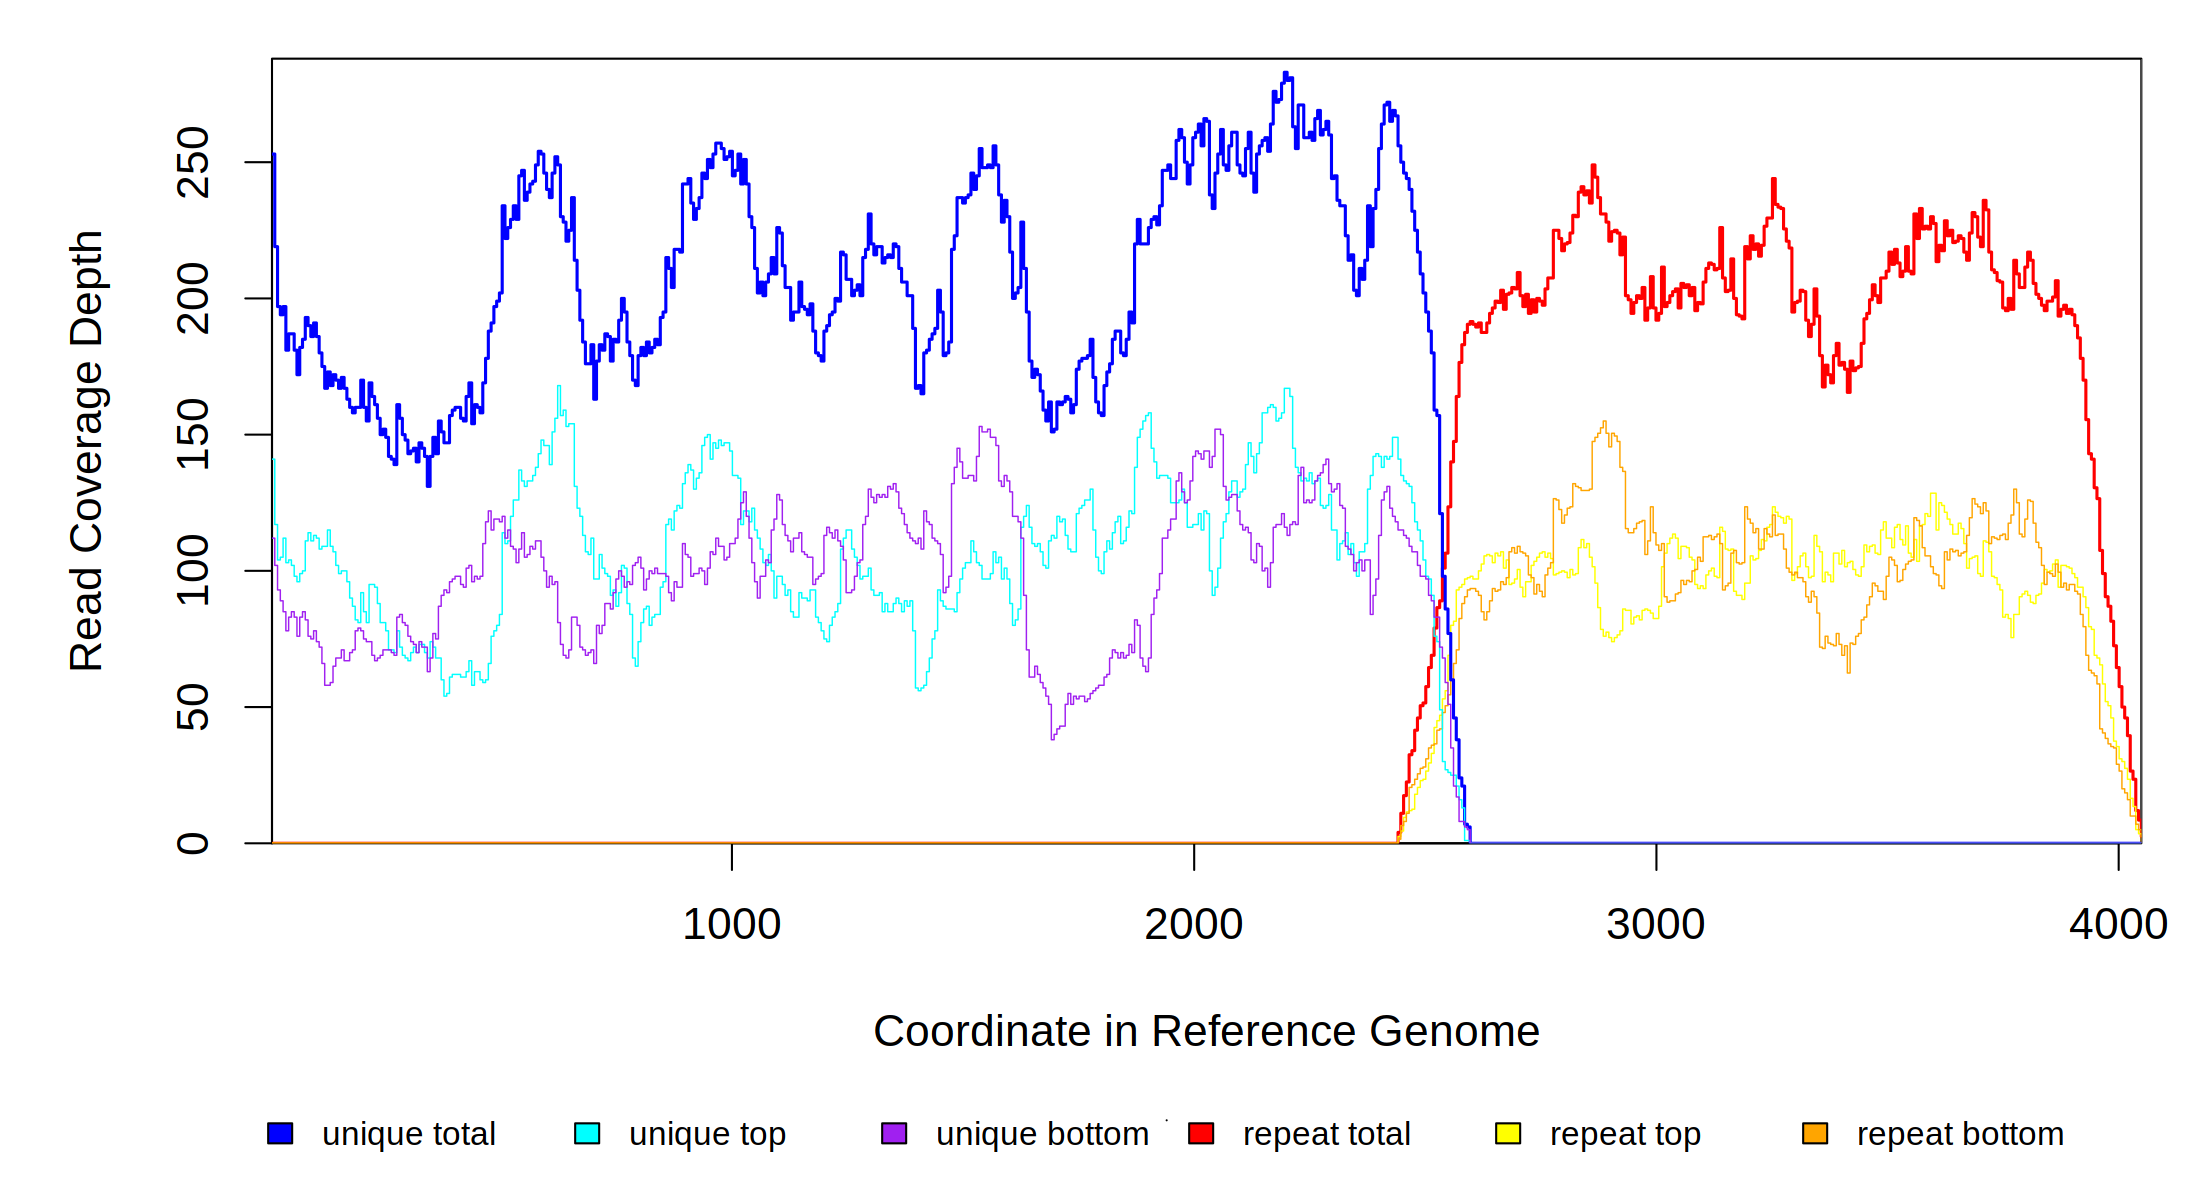 Read Coverage Depth
250
200
150
100
50
0
1000 2000 3000 4000
Coordinate in Reference Genome
unique total unique top unique bottom repeat total repeat top repeat bottom